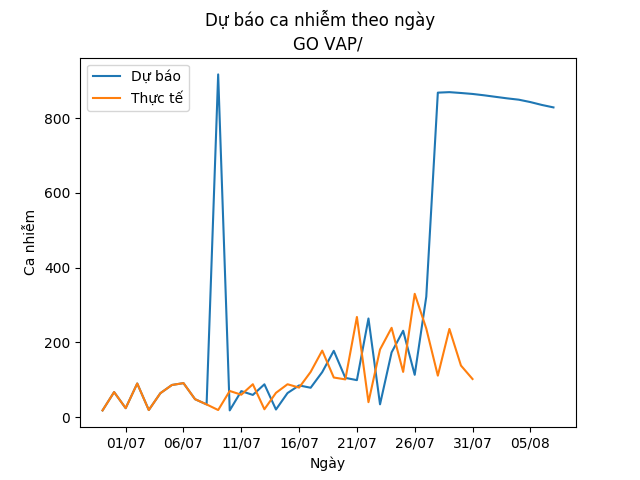 Dự báo ca nhiễm theo ngày
GO VAP/
Dự báo
Thực tế
Ca nhiễm
800
600
400
200
0
01/07 06/07 11/07 16/07 21/07 26/07 31/07 05/08
Ngày